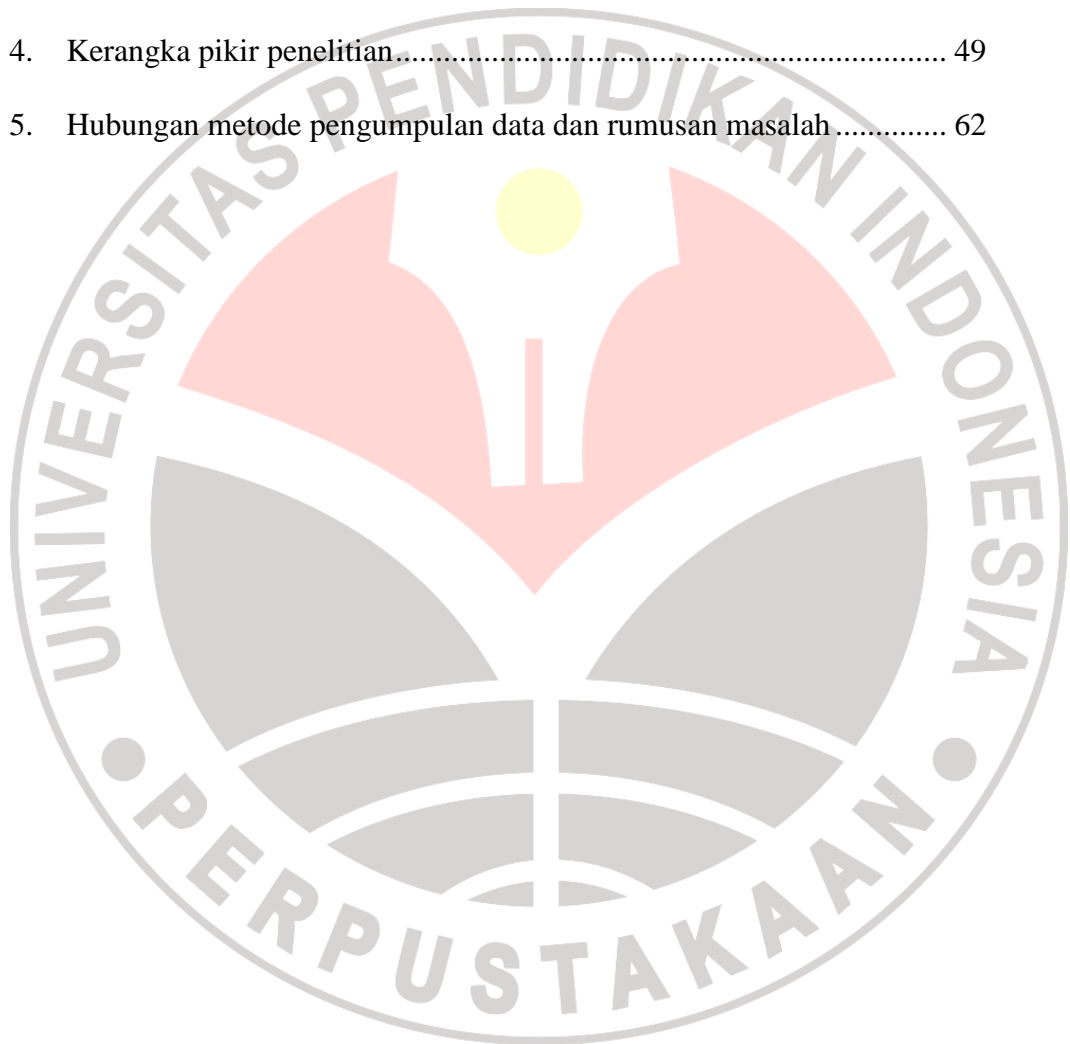 4. Kerangka pikir penelitian..................................................................... 49
5. Hubungan metode pengumpulan data dan rumusan masalah............. 62
UNIVERSITAS PENDIDIKAN INDONESIA
PERPUSTAKAAN